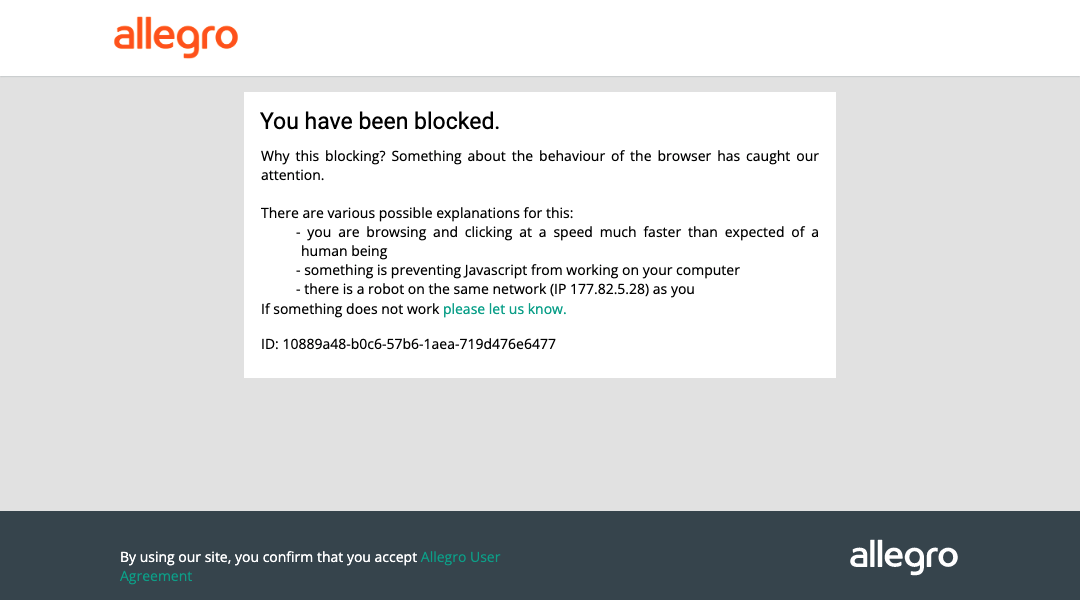 allegro
You have been blocked.
Why this blocking? Something about the behaviour of the browser has caught our
attention.
There are various possible explanations for this:
- you are browsing and clicking at a speed much faster than expected of a
human being
- something is preventing Javascript from working on your computer
- there is a robot on the same network (IP 177.82.5.28) as you
If something does not work please let us know.
ID: 10889a48-b0c6-57b6-1aea-719d476e6477
By using our site, you confirm that you accept Allegro User
Agreement
allegro